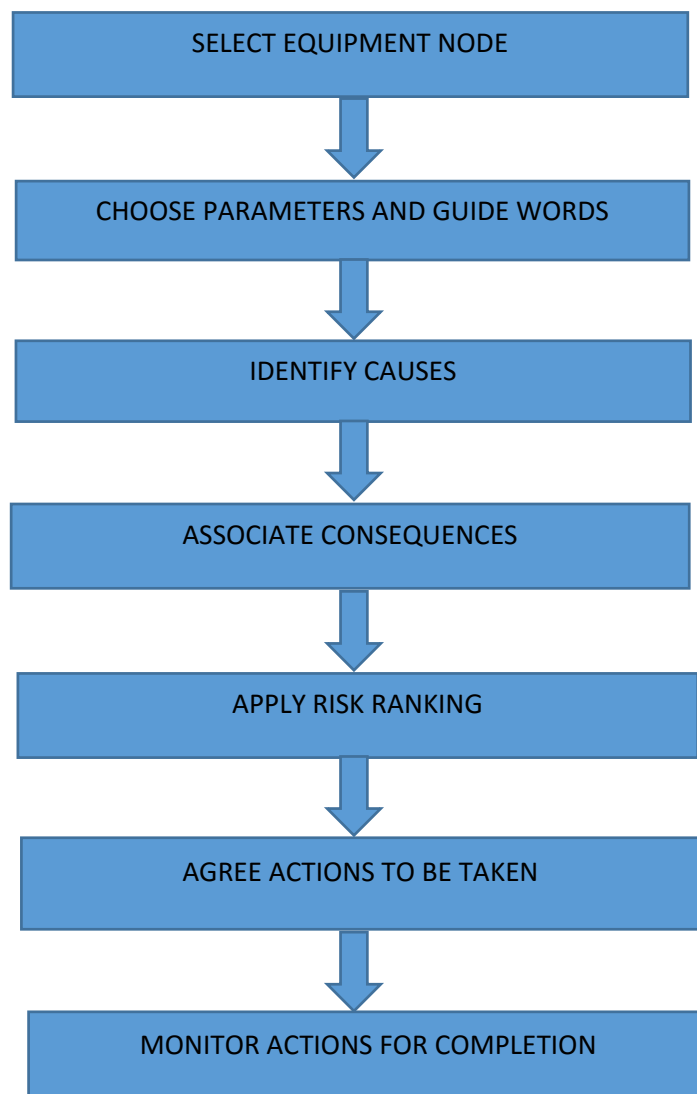 SELECT EQUIPMENT NODE
CHOOSE PARAMETERS AND GUIDE WORDS
IDENTIFY CAUSES
ASSOCIATE CONSEQUENCES
APPLY RISK RANKING
AGREE ACTIONS TO BE TAKEN
MONITOR ACTIONS FOR COMPLETION